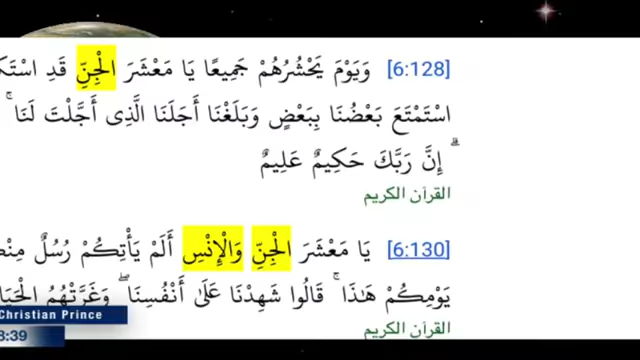 [6:128] وَيَوْمَ يَحْشُرُهُمْ جَمِيعًا يَا مَعْشَرَ الْجِنِّ قَدِ
اسْتَمْتَعَ بَعْضُنَا بِبَعْضٍ وَبَلَغْنَا أَجَلَنَا الَّذِى أَجَّلْتَ لَنَا ۚ
ۗ إِنَّ رَبَّكَ حَكِيمٌ عَلِيمٌ
القرآن الكريم
[6:130] يَا مَعْشَرَ الْجِنِّ وَالْإِنْسِ أَلَمْ يَأْتِكُمْ رُسُلٌ
يَوْمِكُمْ هَٰذَا ۚ قَالُوا شَهِدْنَا عَلَىٰ أَنْفُسِنَا ۖ وَغَرَّتْهُمُ
Christian Prince
القرآن الكريم
8:39